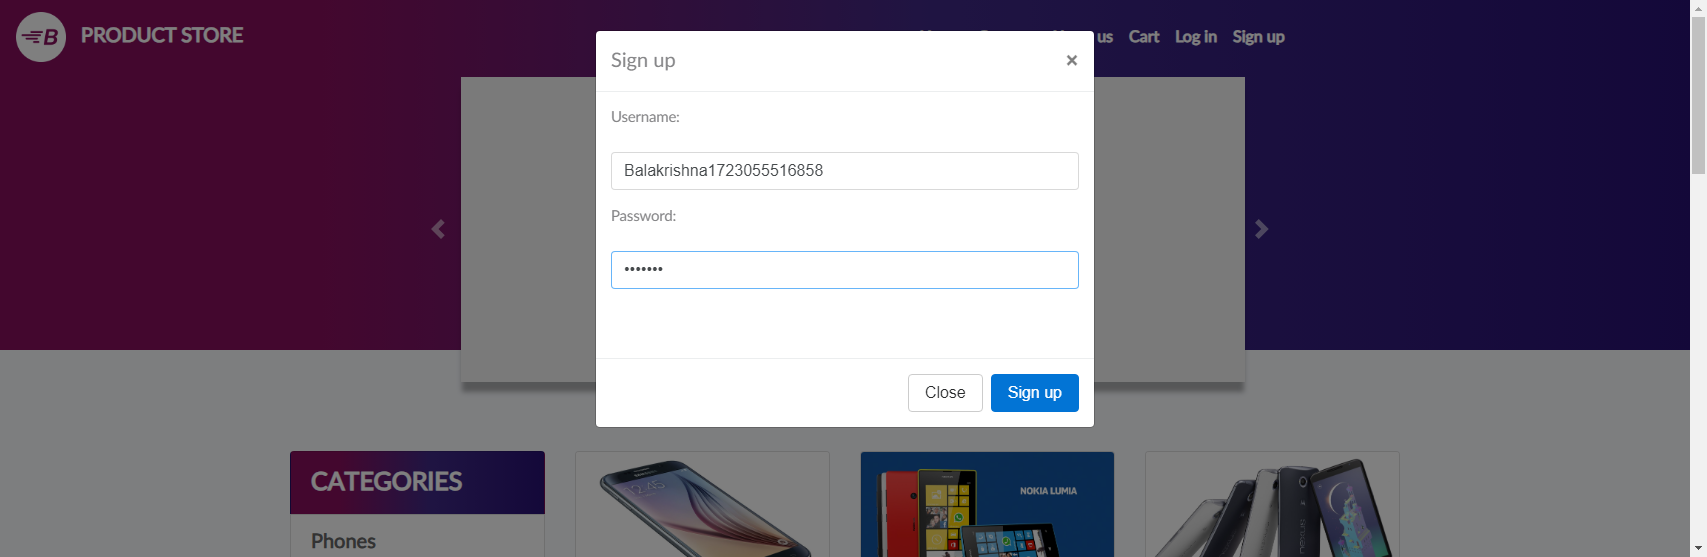 B PRODUCT STORE
us Cart Log in Sign up
Sign up ×
Username:
Balakrishna1723055516858
Password:
•••••••
Close Sign up
CATEGORIES
NOKIA LUMIA
Phones